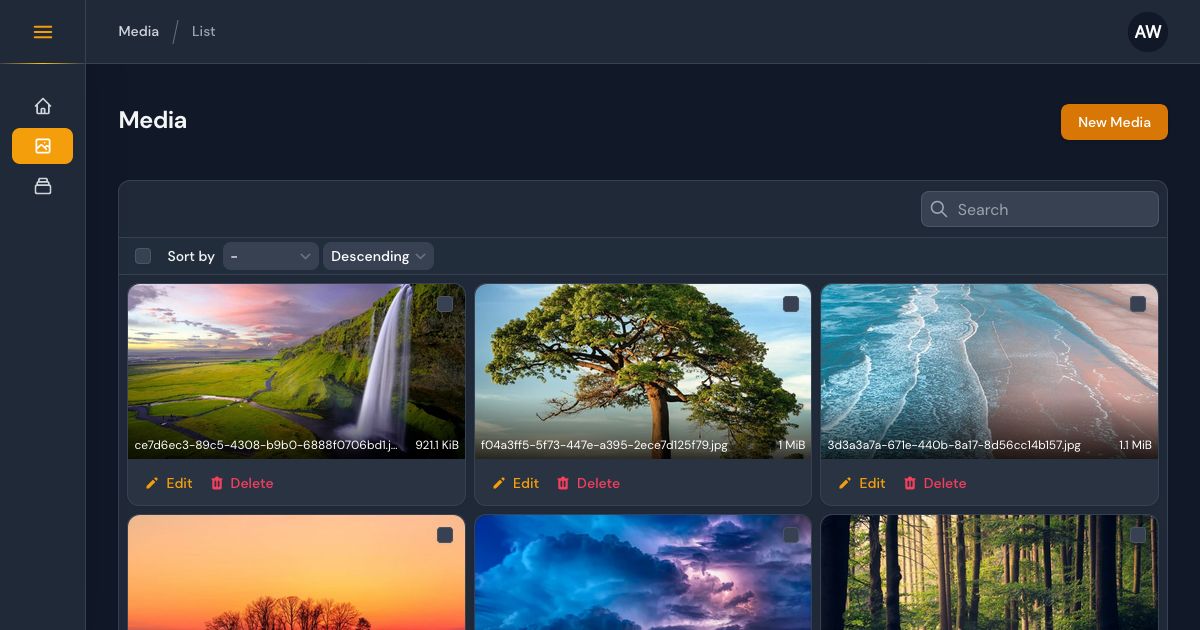 Media / List
AW
Media
New Media
Search
Sort by - Descending
ce7d6ec3-89c5-4308-b9b0-6888f0706bd1.j... 921.1 KiB
f04a3ff5-5f73-447e-a395-2ece7d125f79.jpg 1 MiB
3d3a3a7a-671e-440b-8a17-8d56cc14b157.jpg 1.1 MiB
Edit Delete
Edit Delete
Edit Delete